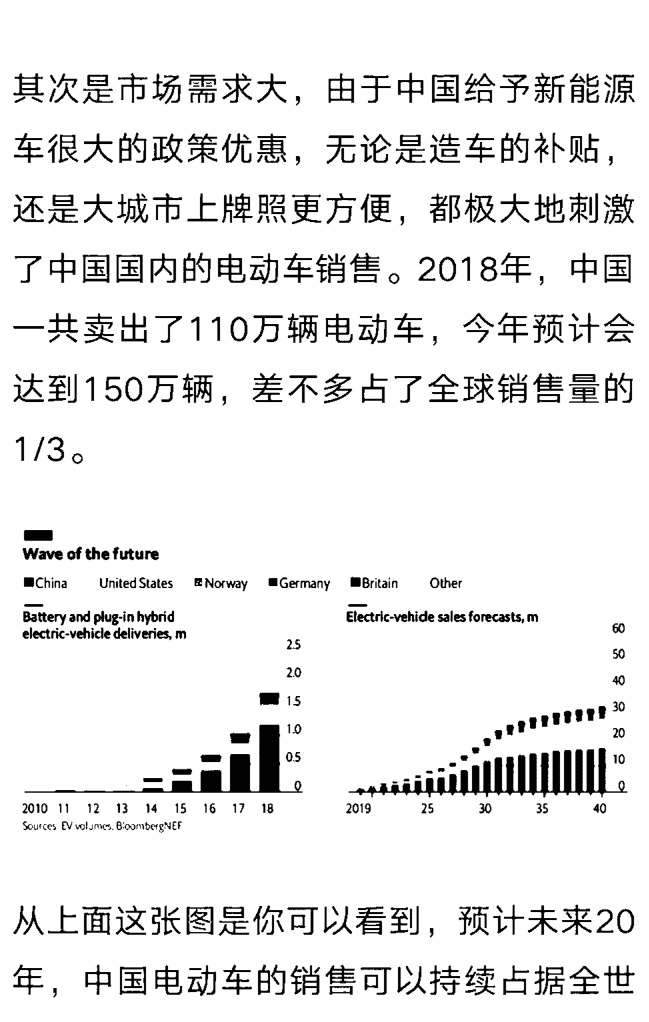 其次是市场需求大，由于中国给予新能源
车很大的政策优惠，无论是造车的补贴，
还是大城市上牌照更方便，都极大地刺激
了中国国内的电动车销售。2018年，中国
一共卖出了110万辆电动车，今年预计会
达到150万辆，差不多占了全球销售量的
1/3。
Wave of the future
China United States Norway Germany Britain Other
Battery and plug-in hybrid
electric-vehicle deliveries, m
2.5
2.0
1.5
1.0
0.5
0
2010 11 12 13 14 15 16 17 18
Electric-vehicle sales forecasts, m
60
50
40
30
20
10
0
2019 25 30 35 40
Sources: EV volumes, BloombergNEF
从上面这张图是你可以看到，预计未来20
年，中国电动车的销售可以持续占据全世